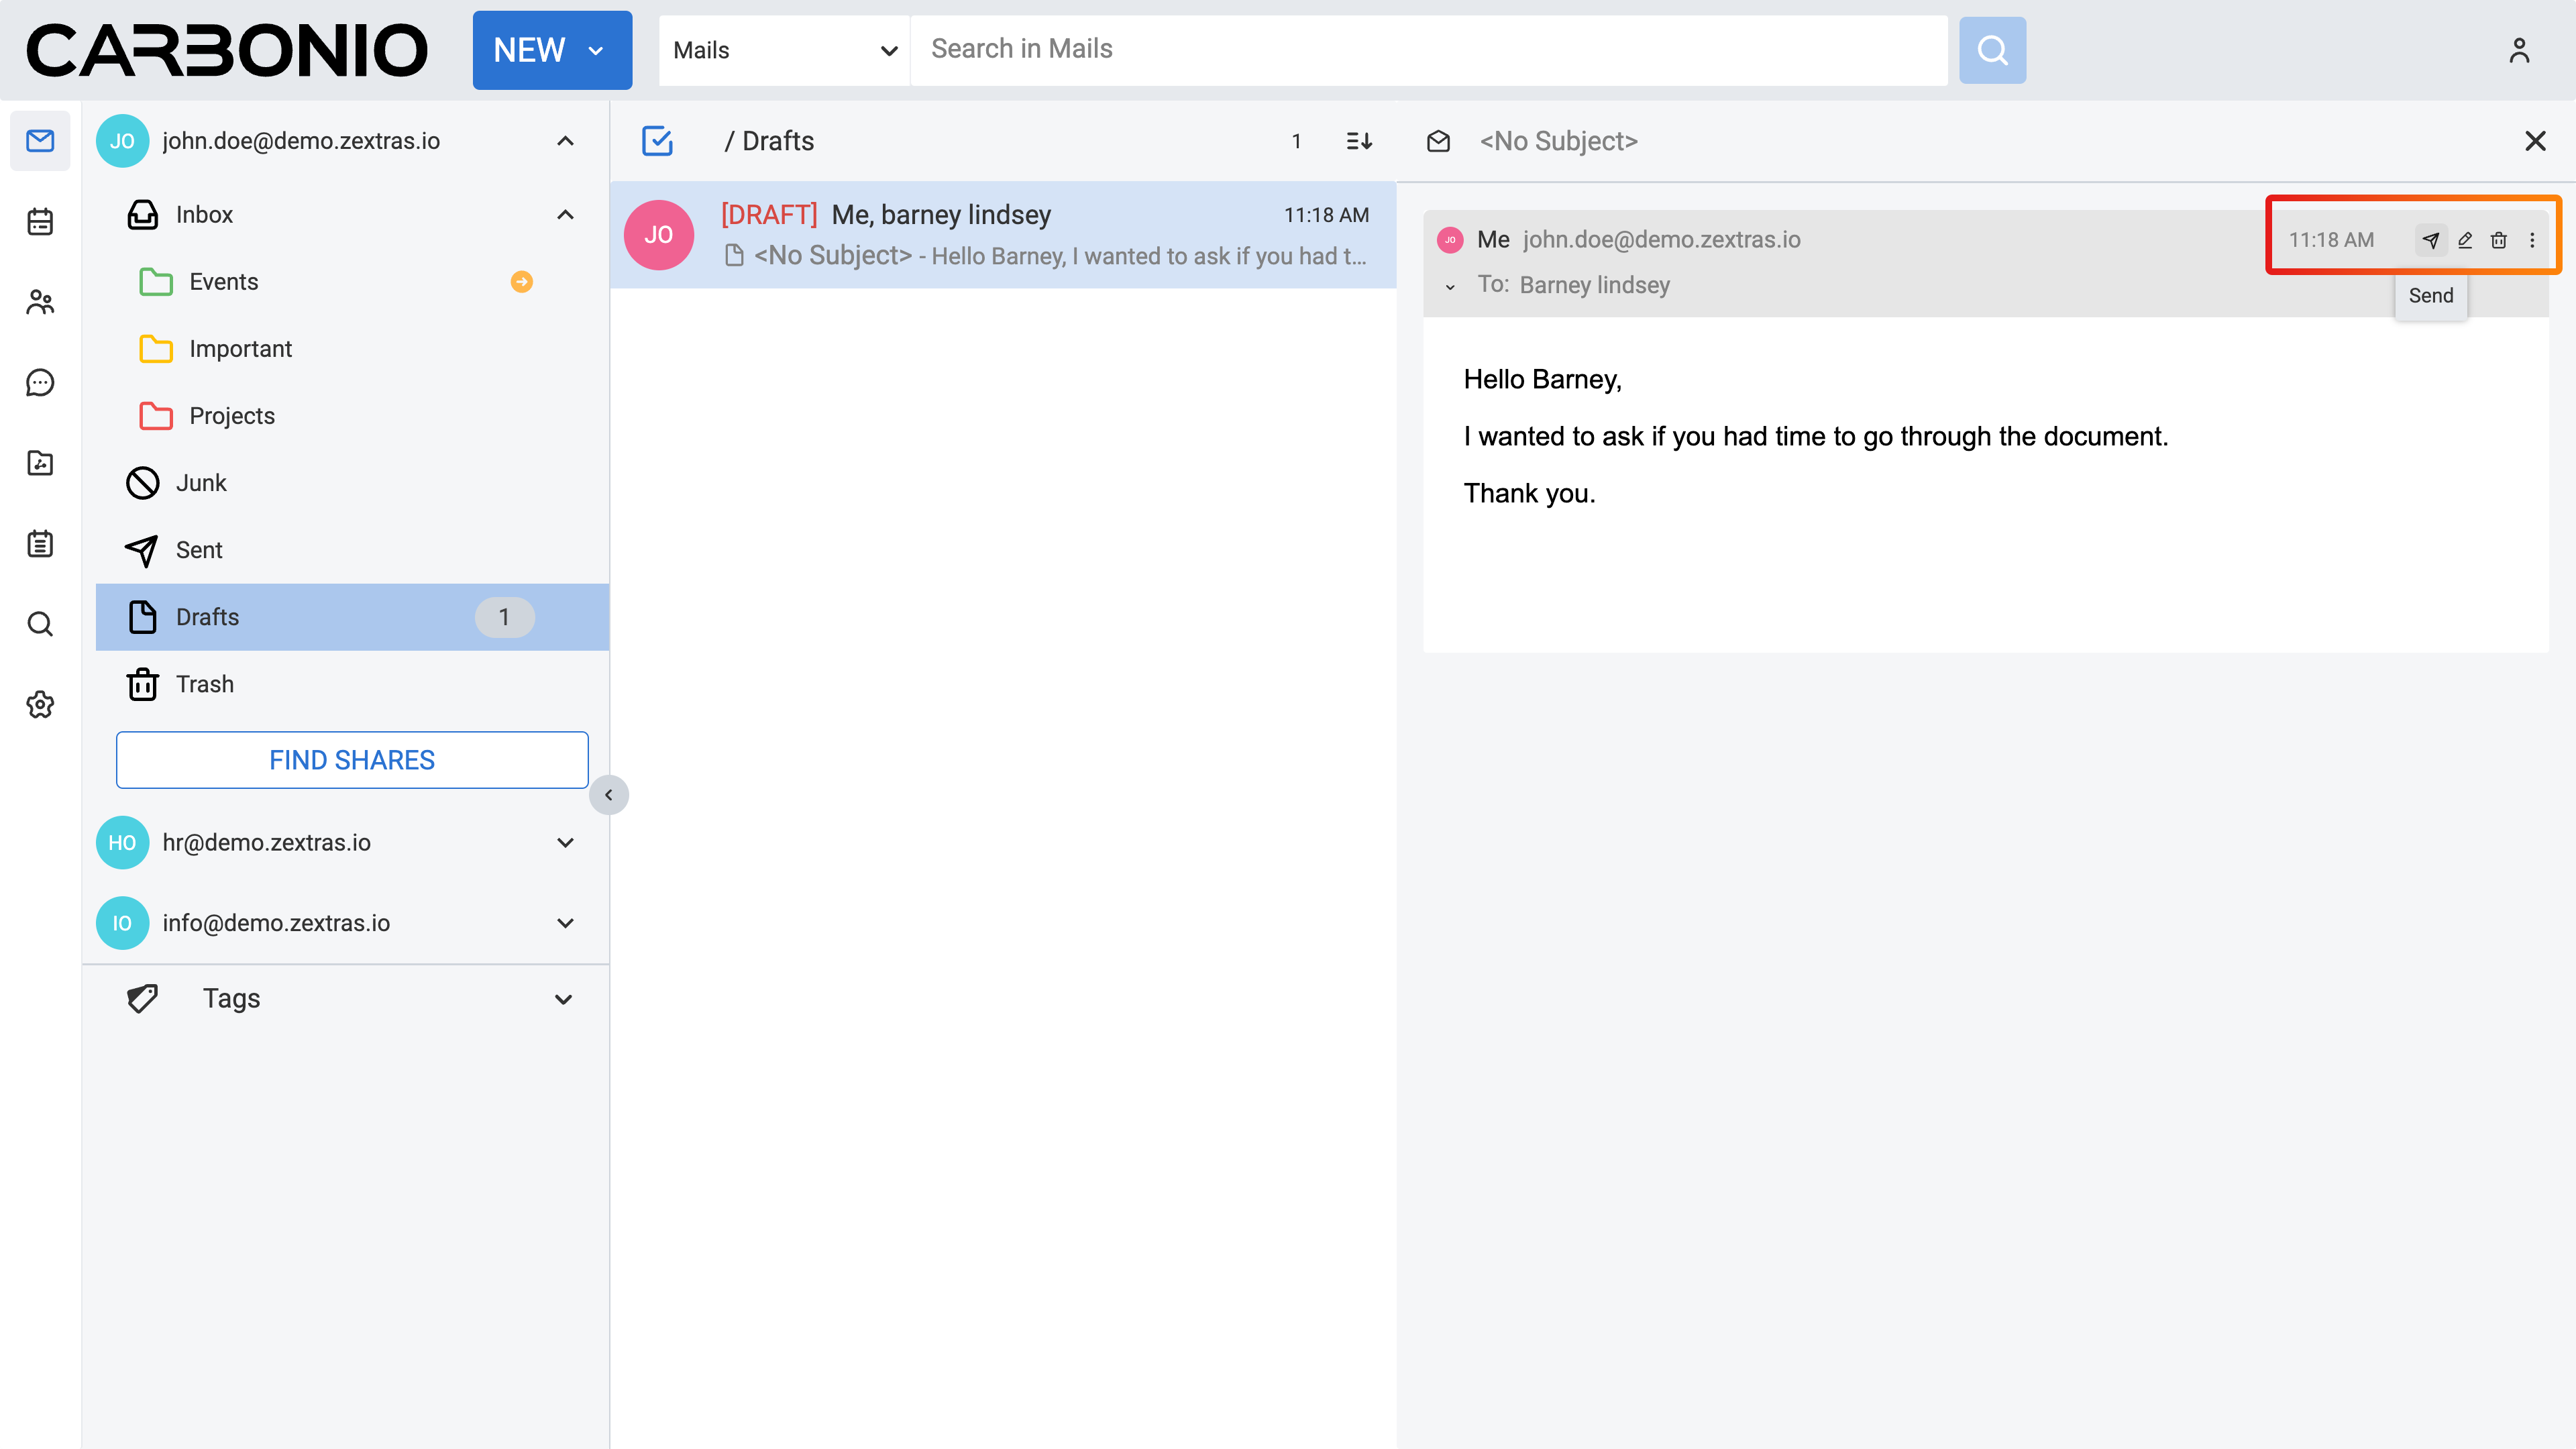 CARBONIO
NEW
Mails
Search in Mails
JO
john.doe@demo.zextras.io
Inbox
Events
Important
Projects
Junk
Sent
Drafts
1
Trash
FIND SHARES
HO
hr@demo.zextras.io
IO
info@demo.zextras.io
Tags
/ Drafts
1
JO
[DRAFT] Me, barney lindsey
11:18 AM
<No Subject> - Hello Barney, I wanted to ask if you had t...
<No Subject>
JO
Me john.doe@demo.zextras.io
11:18 AM
To: Barney lindsey
Send
Hello Barney,
I wanted to ask if you had time to go through the document.
Thank you.